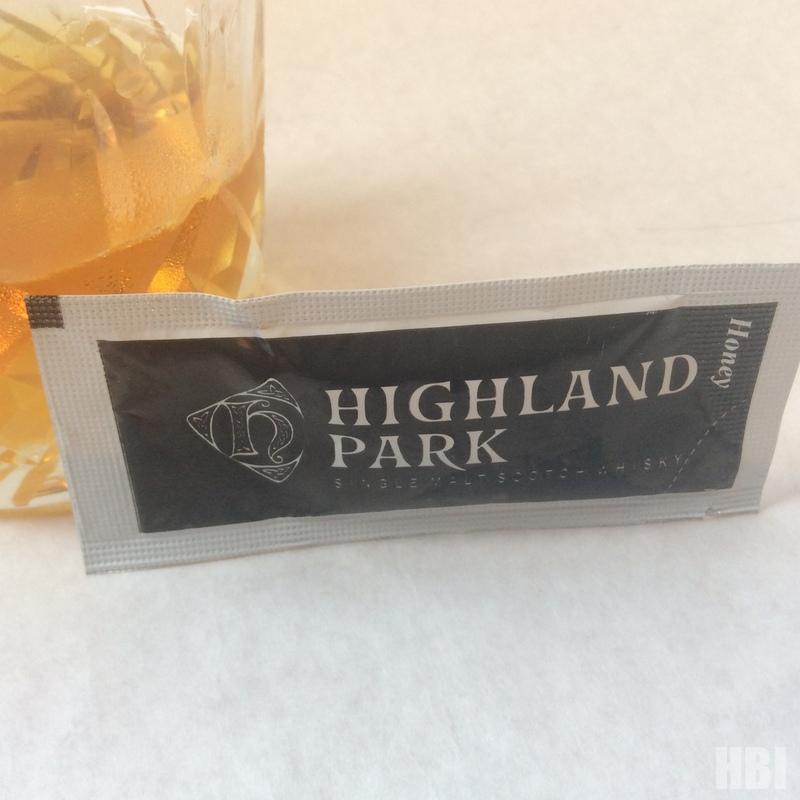 HIGHLAND
PARK
SINGLE MALT SCOTCH WHISKY
Honey
HBI